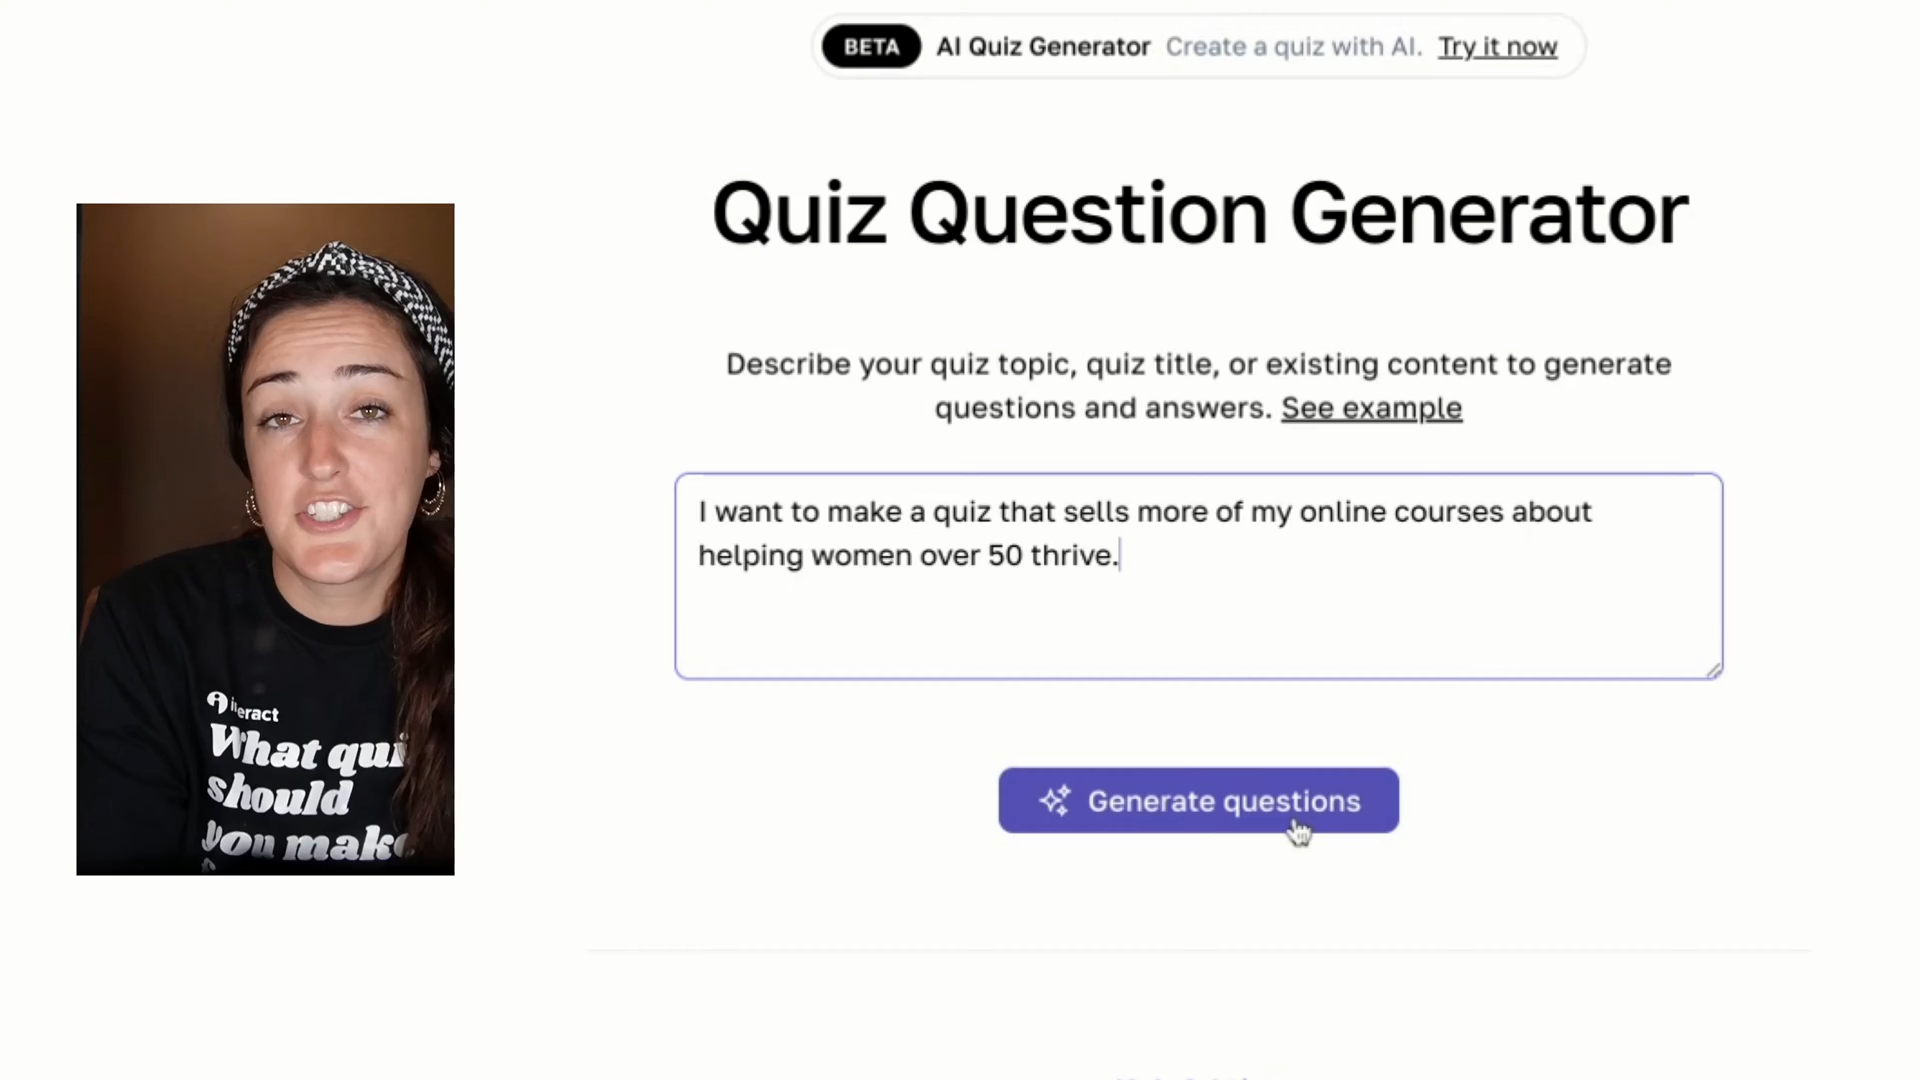 BETA AI Quiz Generator Create a quiz with AI. Try it now
Quiz Question Generator
Describe your quiz topic, quiz title, or existing content to generate
questions and answers. See example
I want to make a quiz that sells more of my online courses about
helping women over 50 thrive.
Generate questions
What
should
you make